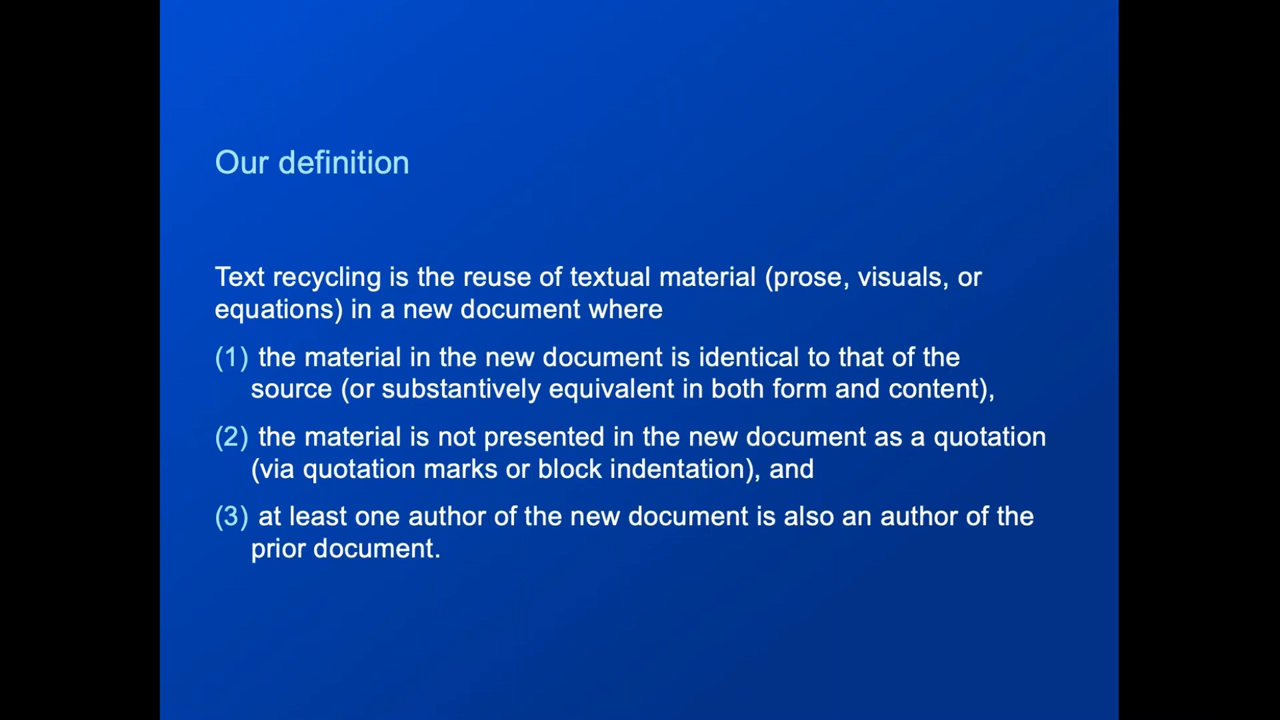 Our definition
Text recycling is the reuse of textual material (prose, visuals, or
equations) in a new document where
(1) the material in the new document is identical to that of the
source (or substantively equivalent in both form and content),
(2) the material is not presented in the new document as a quotation
(via quotation marks or block indentation), and
(3) at least one author of the new document is also an author of the
prior document.